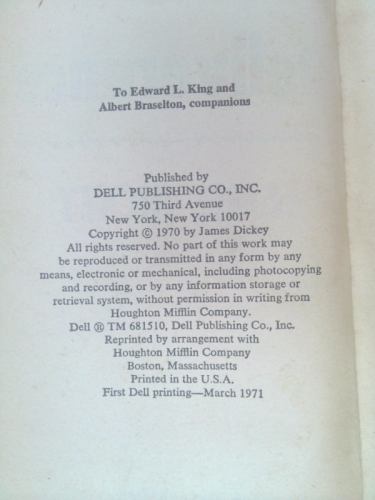 To Edward L. King and
Albert Braselton, companions
Published by
DELL PUBLISHING CO., INC.
750 Third Avenue
New York, New York 10017
Copyright © 1970 by James Dickey
All rights reserved. No part of this work may
be reproduced or transmitted in any form by any
means, electronic or mechanical, including photocopying
and recording, or by any information storage or
retrieval system, without permission in writing from
Houghton Mifflin Company.
Dell ® TM 681510, Dell Publishing Co., Inc.
Reprinted by arrangement with
Houghton Mifflin Company
Boston, Massachusetts
Printed in the U.S.A.
First Dell printing—March 1971